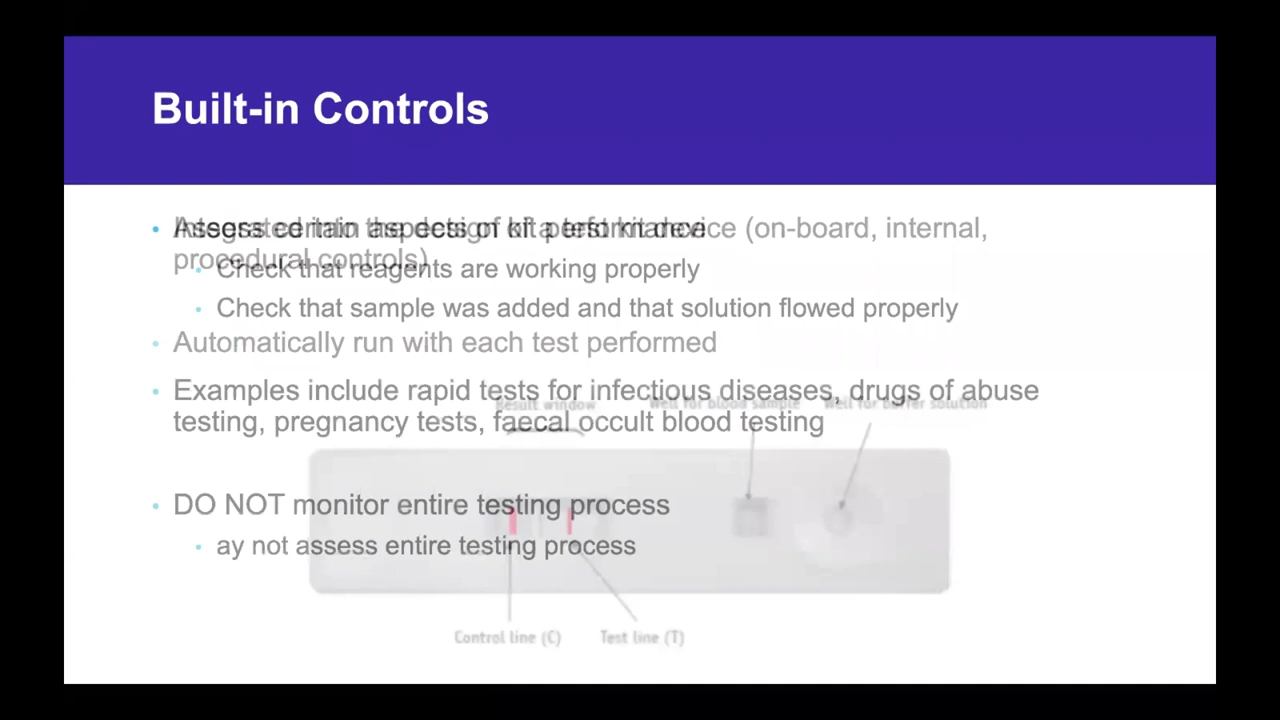 Built-in Controls
• Assess certain aspects of kit performance
Integrated into the design of a test kit device (on-board, internal,
procedural controls)
• Check that reagents are working properly
• Check that sample was added and that solution flowed properly
• Automatically run with each test performed
• Examples include rapid tests for infectious diseases, drugs of abuse
testing, pregnancy tests, faecal occult blood testing
Result window
Well for blood sample
Well for buffer solution
• DO NOT monitor entire testing process
• ay not assess entire testing process
Control line (C)
Test line (T)